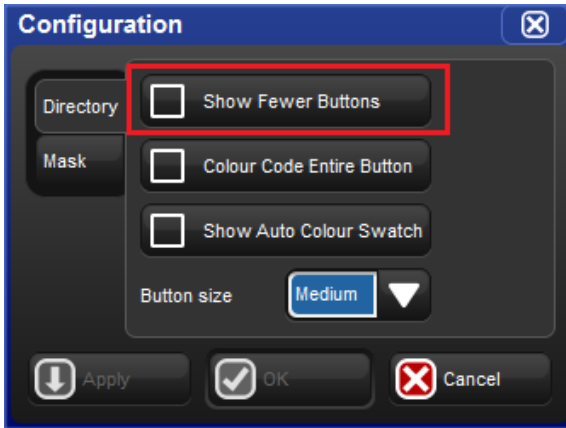 Configuration
Directory
Show Fewer Buttons
Mask
Colour Code Entire Button
Show Auto Colour Swatch
Button size
Medium
Apply
OK
Cancel